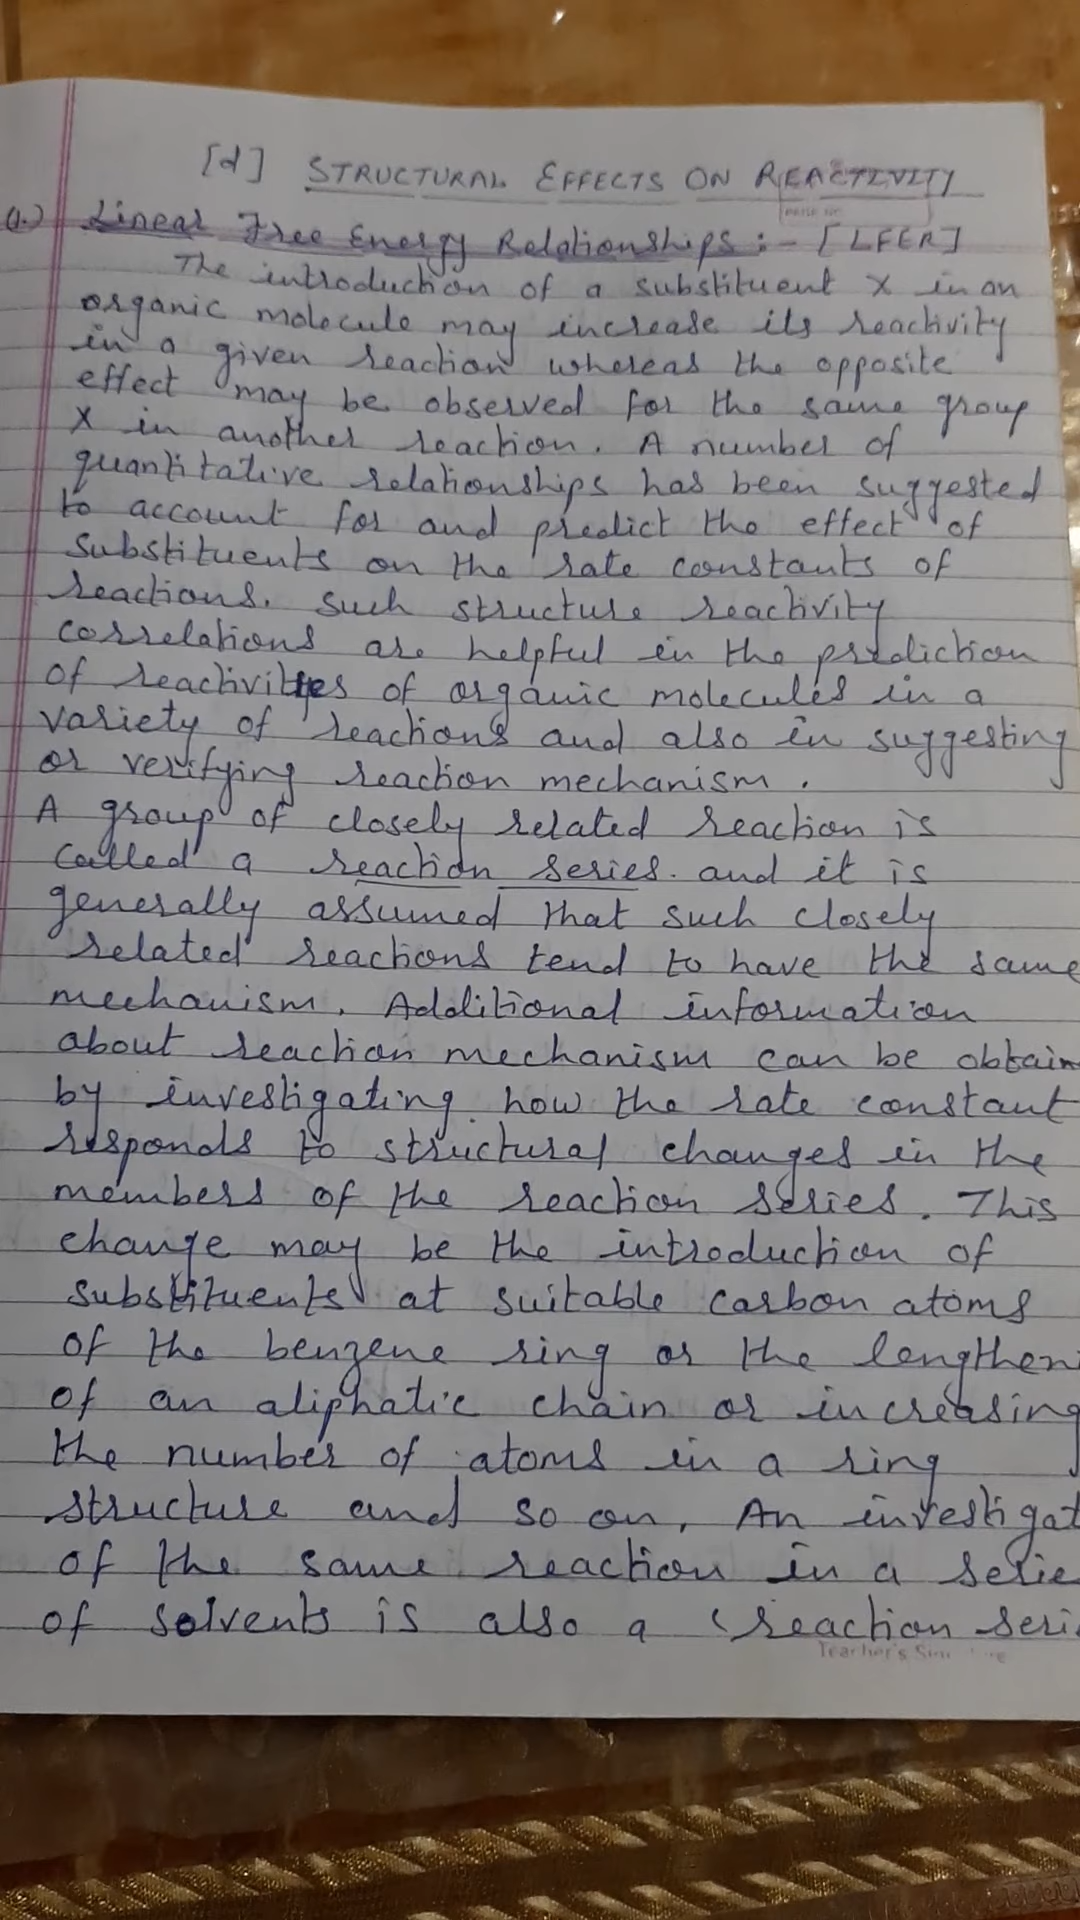 [d] STRUCTURAL EFFECTS ON REACTIVITY
PAGE NO
(1.) Linear Free Energy Relationships :- [LFER]
The introduction of a substituent X in an
organic molecule may increase its reactivity
in a given reaction whereas the opposite
effect may be observed for the same group
X in another reaction. A number of
quantitative relationships has been suggested
to account for and predict the effect of
substituents on the rate constants of
reactions. Such structure reactivity
correlations are helpful in the prediction
of reactivities of organic molecules in a
variety of reactions and also in suggesting
or verifying reaction mechanism.
A group of closely related reaction is
called a reaction series. and it is
generally assumed that such closely
related reactions tend to have the same
mechanism. Additional information
about reaction mechanism can be obtain
by investigating how the rate constant
responds to structural changes in the
members of the reaction series. This
change may be the introduction of
substituents at suitable carbon atoms
of the benzene ring or the lengthen
of an aliphatic chain or increasing
the number of atoms in a ring
structure and so on. An investigat
of the same reaction in a serie
of solvents is also a reaction seri
Teacher's